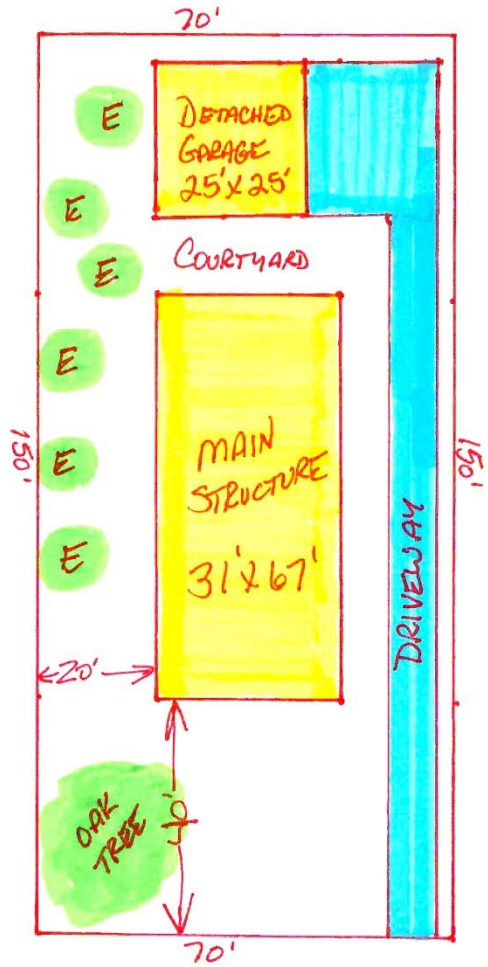 70'
E
DETACHED
GARAGE
25'X25'
E
COURTYARD
E
E
150'
150'
MAIN
STRUCTURE
E
DRIVEWAY
E
31'X67'
20'
OAK
TREE
40'
70'